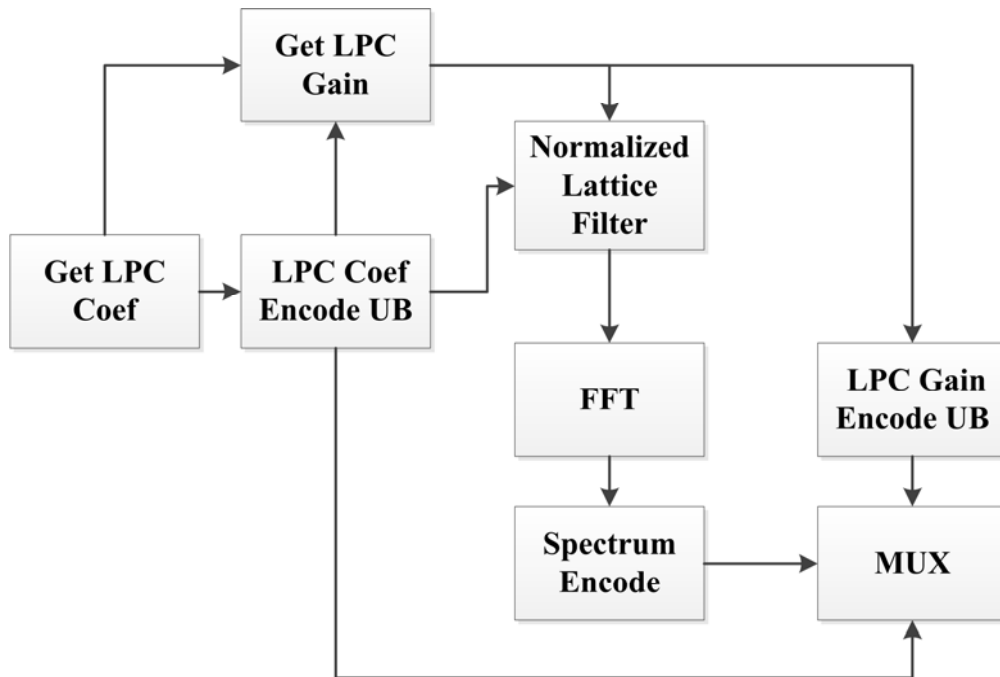 Get LPC
Gain
Normalized
Lattice
Filter
Get LPC
Coef
LPC Coef
Encode UB
FFT
LPC Gain
Encode UB
Spectrum
Encode
MUX